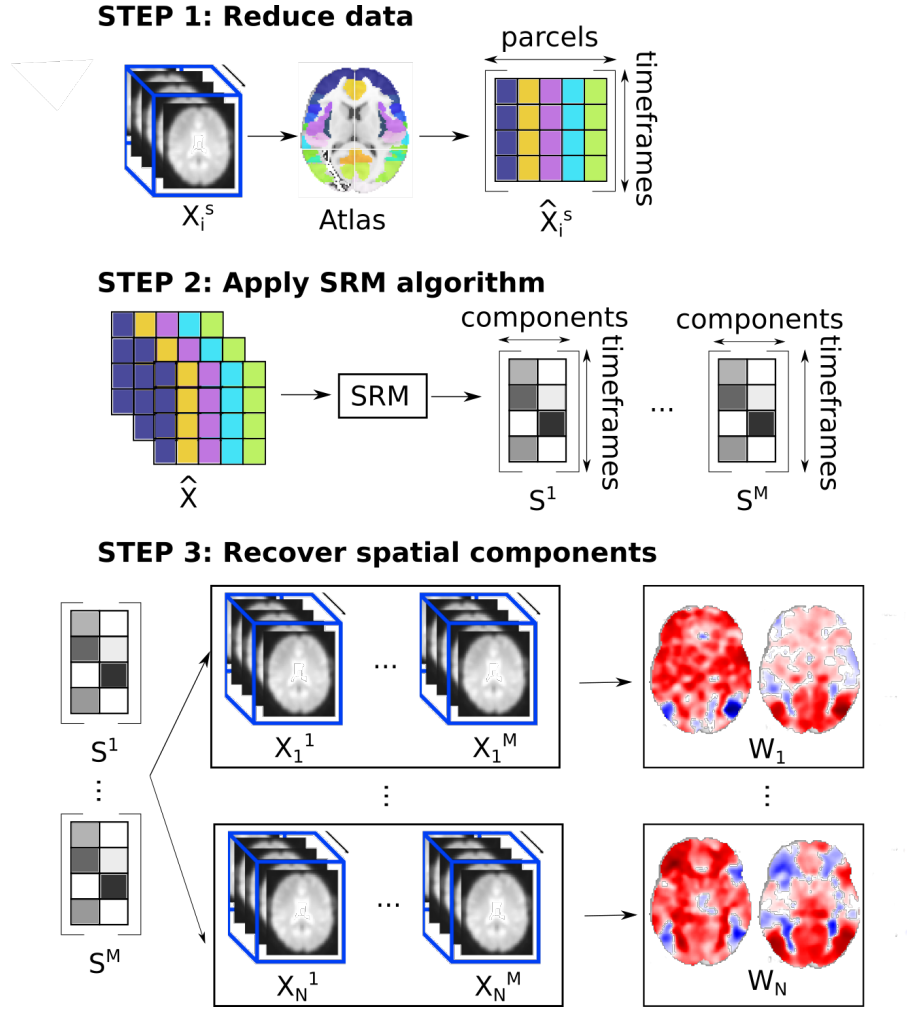 STEP 1: Reduce data
parcels
timeframes
X_i^s
Atlas
X̂_i^s
STEP 2: Apply SRM algorithm
components
components
timeframes
timeframes
SRM
...
X̂
S^1
S^M
STEP 3: Recover spatial components
S^1
...
S^M
...
X_1^1
X_1^M
W_1
...
...
...
X_N^1
X_N^M
W_N